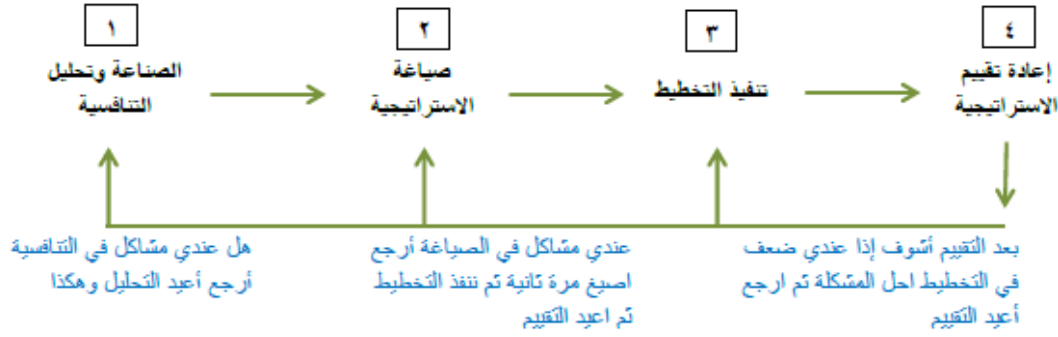 ١
الصناعة وتحليل
التنافسية
٢
صياغة
الاستراتيجية
٣
تنفيذ التخطيط
٤
إعادة تقييم
الاستراتيجية
هل عندي مشاكل في التنافسية
أرجع أعيد التحليل وهكذا
عندي مشاكل في الصياغة أرجع
اصيغ مرة ثانية ثم ننفذ التخطيط
ثم اعيد التقييم
بعد التقييم أشوف إذا عندي ضعف
في التخطيط احل المشكلة ثم ارجع
أعيد التقييم